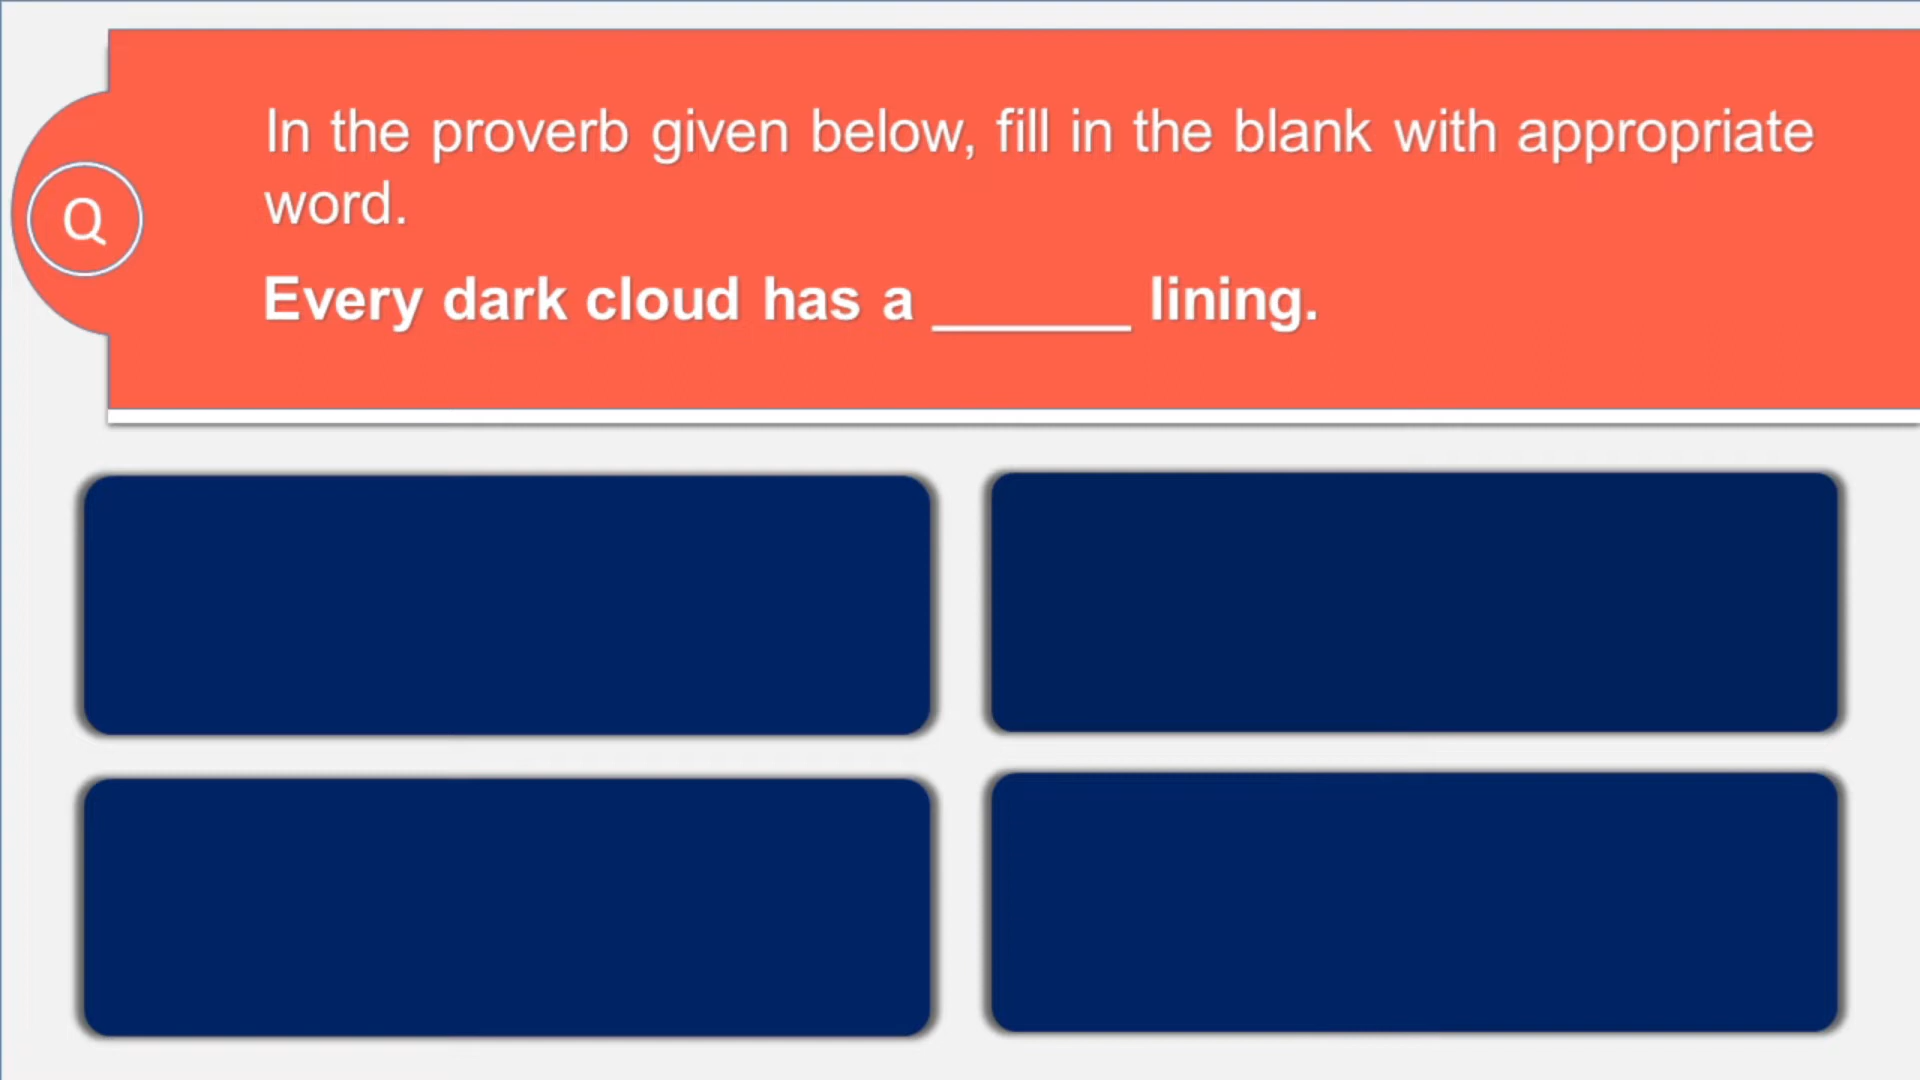 In the proverb given below, fill in the blank with appropriate
word.
Q
Every dark cloud has a ______ lining.